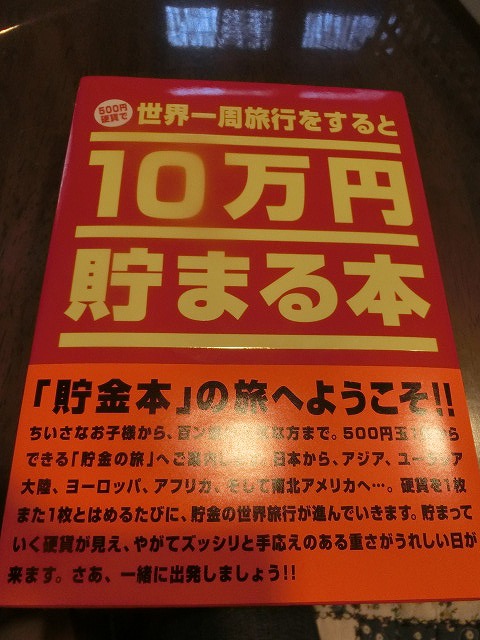 500円
硬貨で
世界一周旅行をすると
10万円
貯まる本
「貯金本」の旅へようこそ!!
ちいさなお子様から、百な方まで。500円玉から
できる「貯金の旅」へご日本から、アジア、ユーア
大陸、ヨーロッパ、アフリカ、そして南北アメリカへ…。硬貨を1枚
また1枚とはめるたびに、貯金の世界旅行が進んでいきます。貯まって
いく硬貨が見え、やがてズッシリと手応えのある重さがうれしい日が
来ます。さあ、一緒に出発しましょう!!